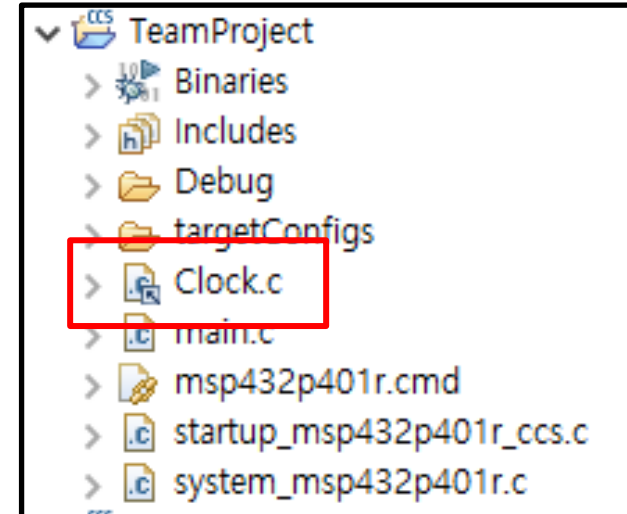 CCS TeamProject
Binaries
Includes
Debug
targetConfigs
Clock.c
main.c
msp432p401r.cmd
startup_msp432p401r_ccs.c
system_msp432p401r.c